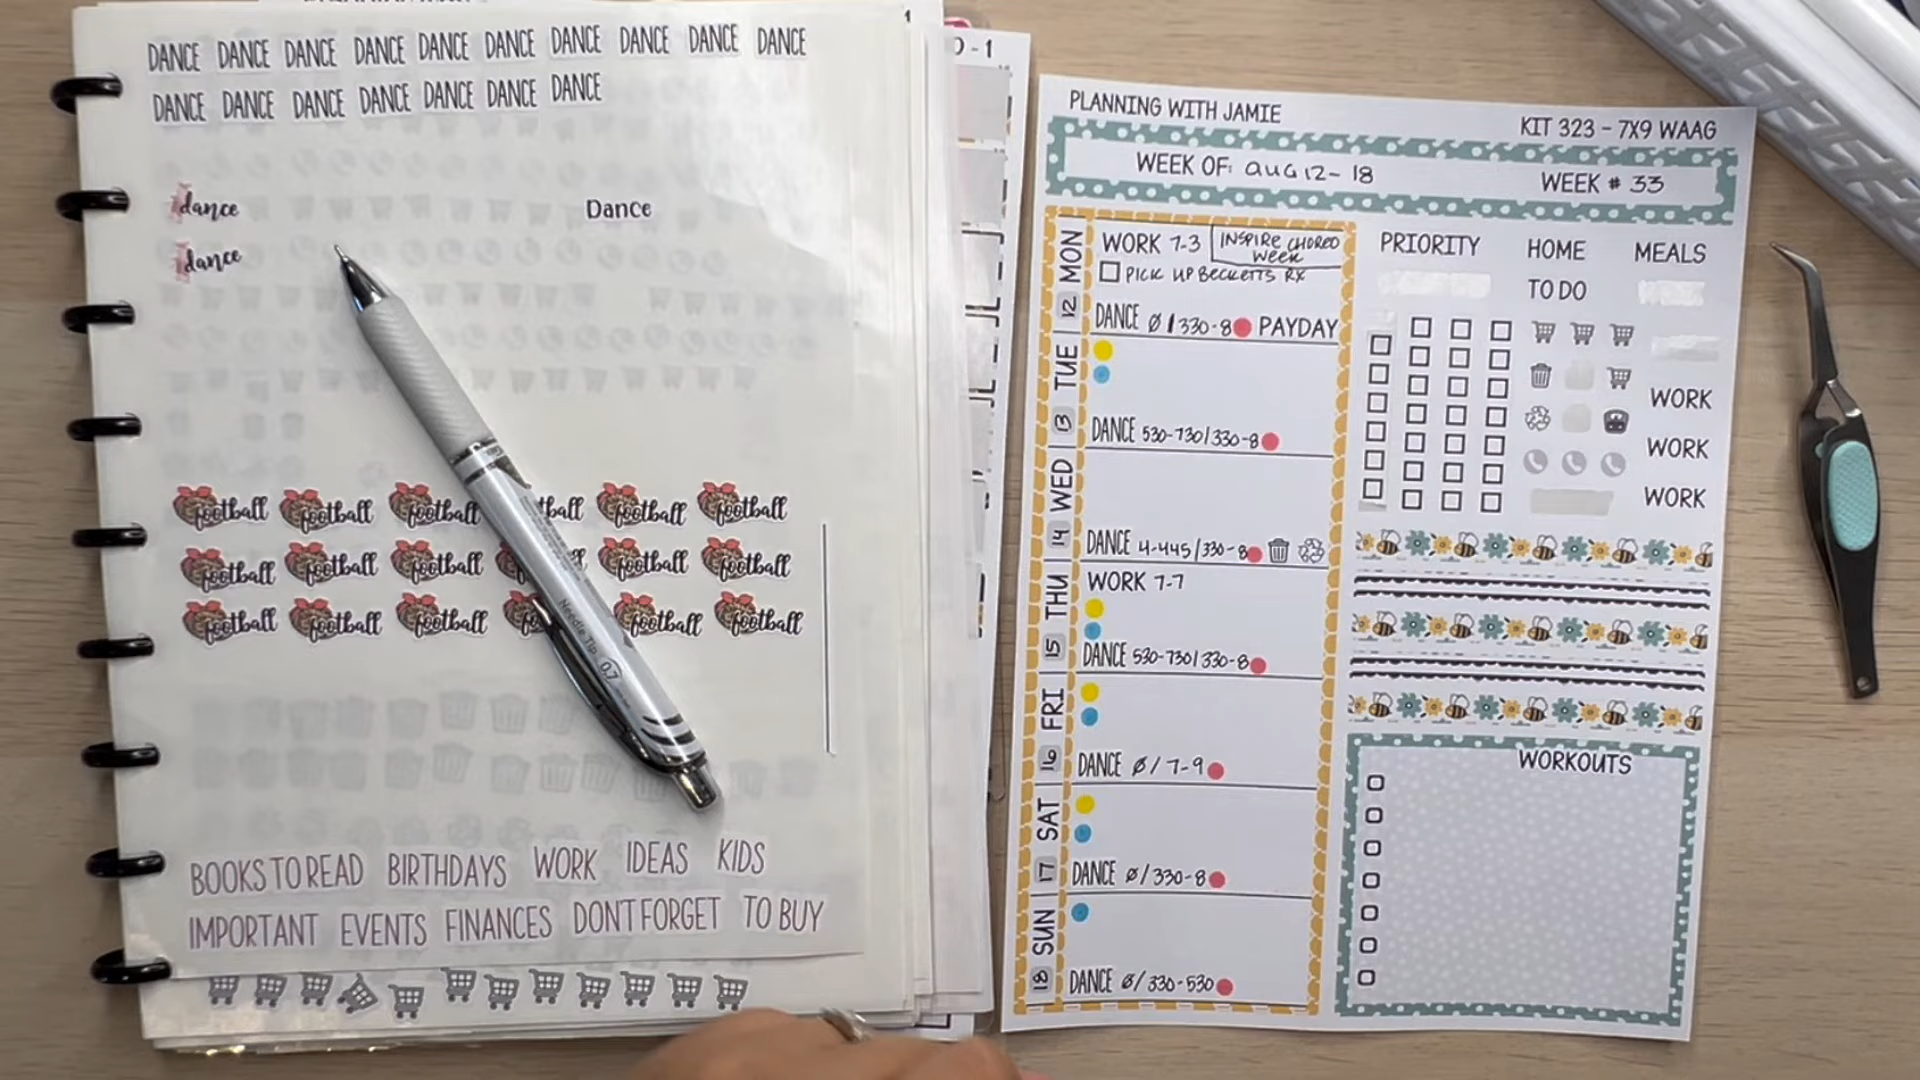 DANCE DANCE DANCE DANCE DANCE DANCE DANCE DANCE DANCE DANCE
DANCE DANCE DANCE DANCE DANCE DANCE DANCE
dance Dance
dance
football football football football football football
football football football football football
football football football football football
BOOKS TO READ BIRTHDAYS WORK IDEAS KIDS
IMPORTANT EVENTS FINANCES DON'T FORGET TO BUY
Needle Tip 0.7
PLANNING WITH JAMIE
KIT 323 - 7X9 WAAG
WEEK OF: AUG 12-18
WEEK # 33
MON 12
WORK 7-3
INSPIRE CHOREO
WEEK
PICK UP BECKETTS RX
DANCE Ø/330-8 PAYDAY
TUE 13
DANCE 530-730/330-8
WED 14
DANCE 4-445/330-8
THU 15
WORK 7-7
DANCE 530-730/330-8
FRI 16
DANCE Ø/7-9
SAT 17
DANCE Ø/330-8
SUN 18
DANCE Ø/330-530
PRIORITY
HOME
MEALS
TO DO
WORK
WORK
WORK
WORKOUTS